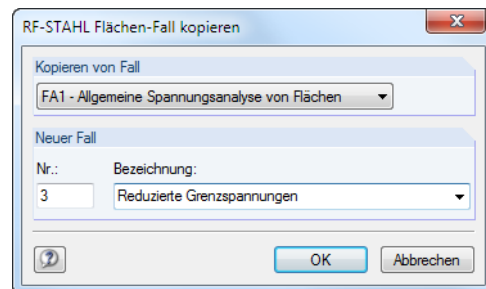 RF-STAHL Flächen-Fall kopieren
Kopieren von Fall
FA1 - Allgemeine Spannungsanalyse von Flächen
Neuer Fall
Nr.: Bezeichnung:
3 Reduzierte Grenzspannungen
OK Abbrechen